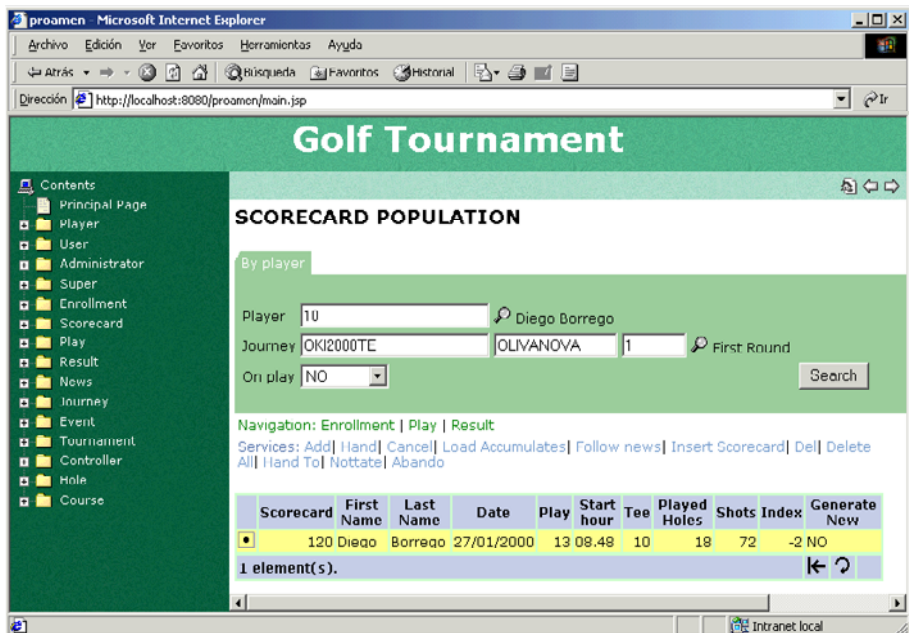 proamen - Microsoft Internet Explorer
Archivo Edición Ver Favoritos Herramientas Ayuda
Atrás Búsqueda Favoritos Historial
Dirección http://localhost:8080/proamen/main.jsp Ir
Golf Tournament
Contents
Principal Page
Player
User
Administrator
Super
Enrollment
Scorecard
Play
Result
News
Journey
Event
Tournament
Controller
Hole
Course
SCORECARD POPULATION
By player
Player 10 Diego Borrego
Journey OKI2000TE OLIVANOVA 1 First Round
On play NO Search
Navigation: Enrollment | Play | Result
Services: Add| Hand| Cancel| Load Accumulates| Follow news| Insert Scorecard| Del| Delete
All| Hand To| Nottate| Abando
Scorecard First Name Last Name Date Play Start hour Tee Played Holes Shots Index Generate New
120 Diego Borrego 27/01/2000 13 08.48 10 18 72 -2 NO
1 element(s).
Intranet local